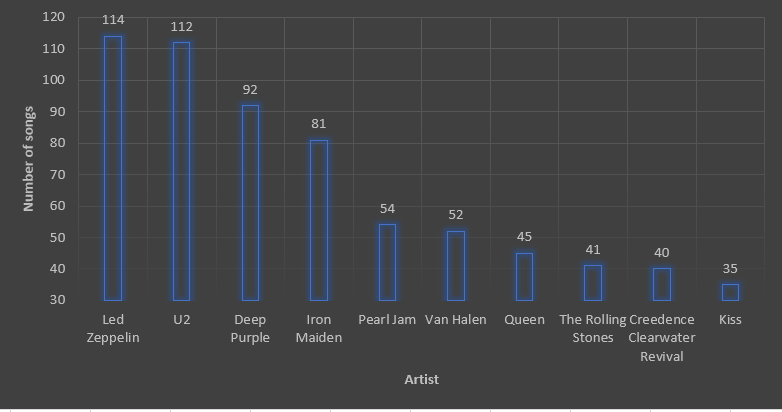 120
110
100
90
80
70
60
50
40
30
Number of songs
114
112
92
81
54
52
45
41
40
35
Led
Zeppelin
U2
Deep
Purple
Iron
Maiden
Pearl Jam
Van Halen
Queen
The Rolling
Stones
Creedence
Clearwater
Revival
Kiss
Artist